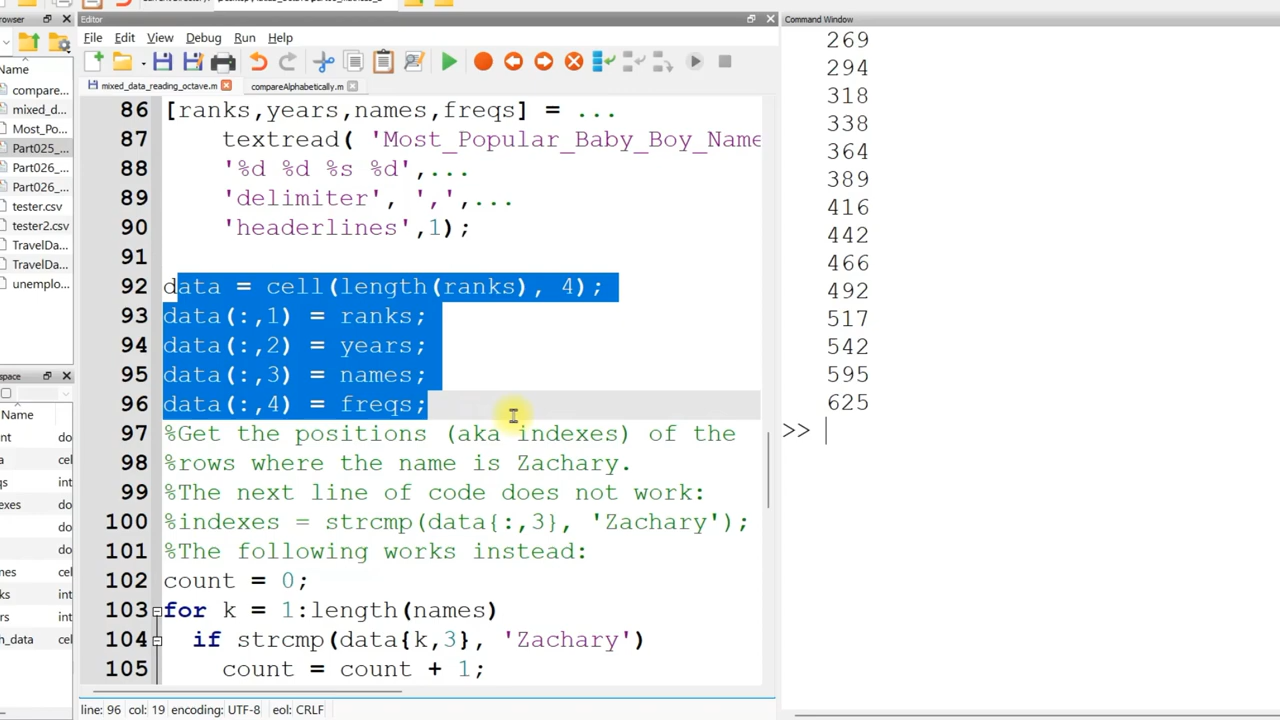 Editor
Command Window
File Edit View Debug Run Help
mixed_data_reading_octave.m compareAlphabetically.m
Name
compare...
mixed_d...
Most_Po...
Part025_...
Part026_...
Part026_...
tester.csv
tester2.csv
TravelDa...
TravelDa...
unemplo...
Name
86 [ranks,years,names,freqs] = ...
87 textread( 'Most_Popular_Baby_Boy_Name
88 '%d %d %s %d',...
89 'delimiter', ',',...
90 'headerlines',1);
91
92 data = cell(length(ranks), 4);
93 data(:,1) = ranks;
94 data(:,2) = years;
95 data(:,3) = names;
96 data(:,4) = freqs;
97 %Get the positions (aka indexes) of the
98 %rows where the name is Zachary.
99 %The next line of code does not work:
100 %indexes = strcmp(data{:,3}, 'Zachary');
101 %The following works instead:
102 count = 0;
103 for k = 1:length(names)
104 if strcmp(data{k,3}, 'Zachary')
105 count = count + 1;
line: 96 col: 19 encoding: UTF-8 eol: CRLF
269
294
318
338
364
389
416
442
466
492
517
542
595
625
>>